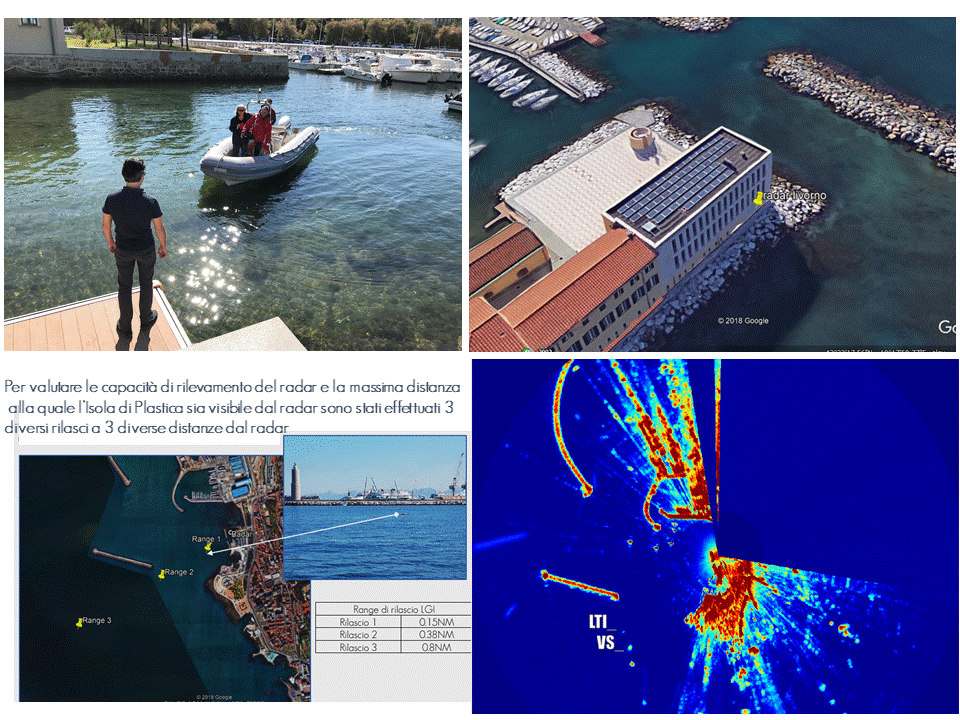 radar livorno
© 2018 Google
Per valutare le capacità di rilevamento del radar e la massima distanza
alla quale l'Isola di Plastica sia visibile dal radar sono stati effettuati 3
diversi rilasci a 3 diverse distanze dal radar
Range 1
Radar
Range 2
Range 3
© 2018 Google
Range di rilascio LGI
Rilascio 1 0.15NM
Rilascio 2 0.38NM
Rilascio 3 0.8NM
LTI_
VS_